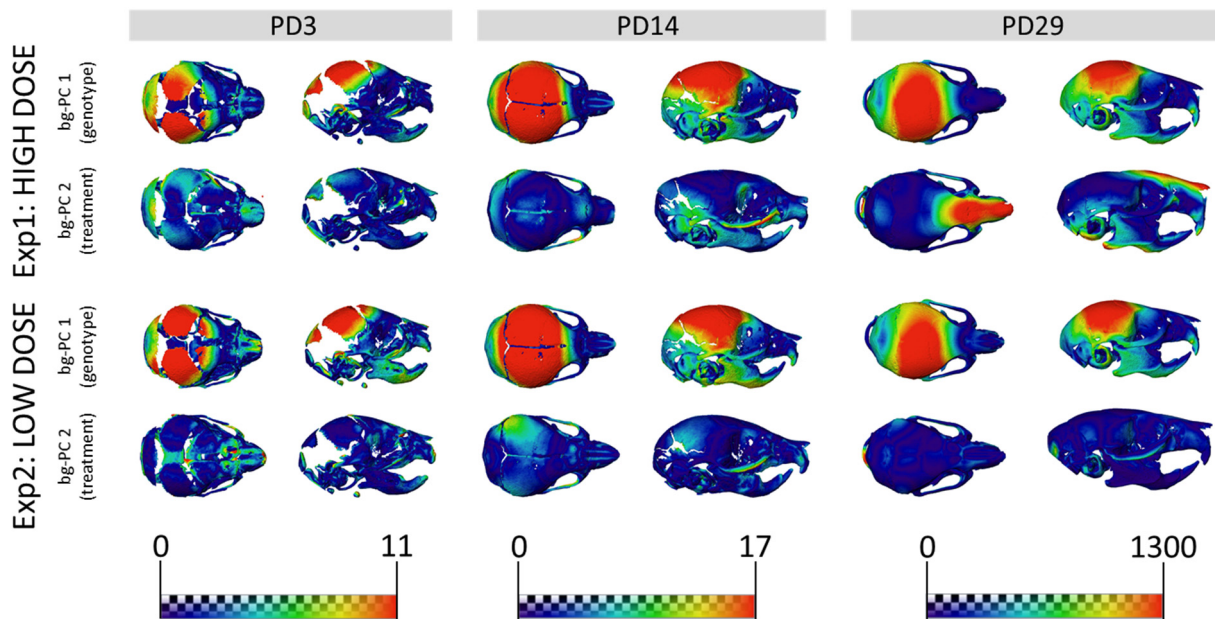 PD3 PD14 PD29
Exp1: HIGH DOSE
bg-PC 1
(genotype)
bg-PC 2
(treatment)
Exp2: LOW DOSE
bg-PC 1
(genotype)
bg-PC 2
(treatment)
0 11 0 17 0 1300